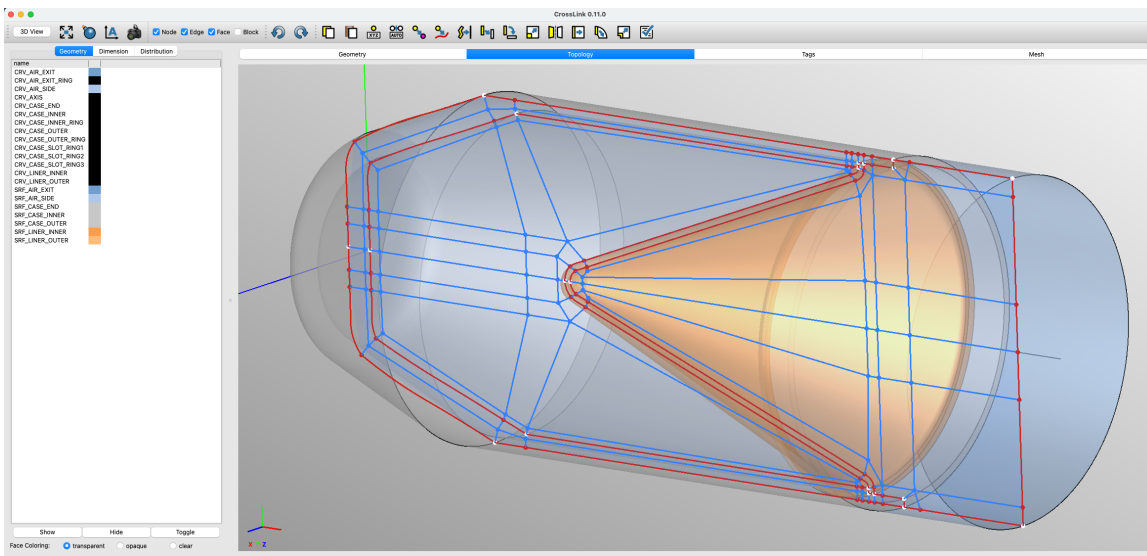 CrossLink 0.11.0
3D View Node Edge Face Block
Geometry Dimension Distribution
Geometry Topology Tags Mesh
name
CRV_AIR_EXIT
CRV_AIR_EXIT_RING
CRV_AIR_SIDE
CRV_AXIS
CRV_CASE_END
CRV_CASE_INNER
CRV_CASE_INNER_RING
CRV_CASE_OUTER
CRV_CASE_OUTER_RING
CRV_CASE_SLOT_RING1
CRV_CASE_SLOT_RING2
CRV_CASE_SLOT_RING3
CRV_LINER_INNER
CRV_LINER_OUTER
SRF_AIR_EXIT
SRF_AIR_SIDE
SRF_CASE_END
SRF_CASE_INNER
SRF_CASE_OUTER
SRF_LINER_INNER
SRF_LINER_OUTER
Show Hide Toggle
Face Coloring: transparent opaque clear
X Y Z